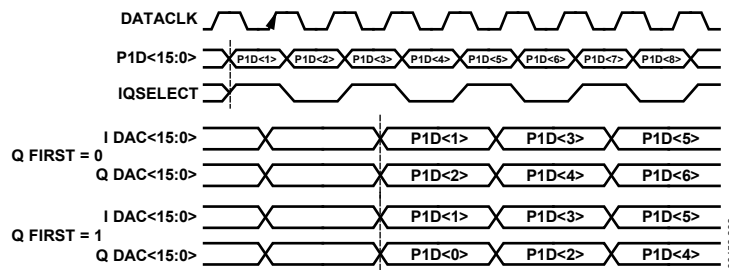 DATACLK
P1D<15:0>
P1D<1> P1D<2> P1D<3> P1D<4> P1D<5> P1D<6> P1D<7> P1D<8>
IQSELECT
Q FIRST = 0
I DAC<15:0>
P1D<1> P1D<3> P1D<5>
Q DAC<15:0>
P1D<2> P1D<4> P1D<6>
Q FIRST = 1
I DAC<15:0>
P1D<1> P1D<3> P1D<5>
Q DAC<15:0>
P1D<0> P1D<2> P1D<4>